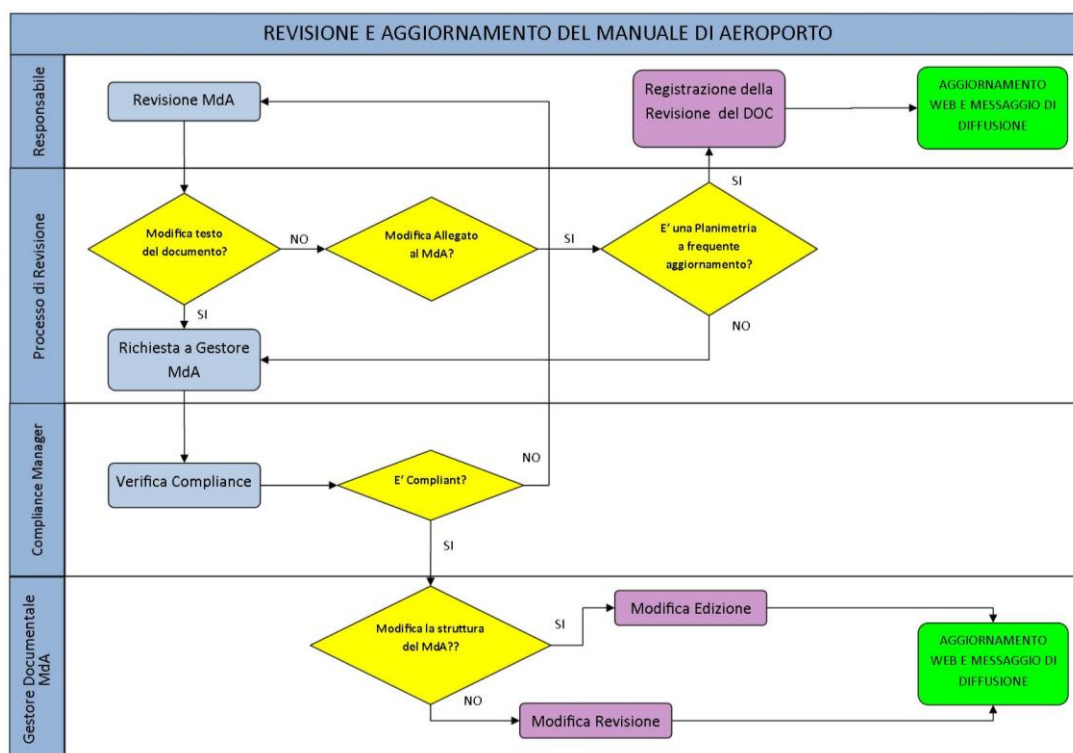 REVISIONE E AGGIORNAMENTO DEL MANUALE DI AEROPORTO
Responsabile
Revisione MdA
Registrazione della
Revisione del DOC
AGGIORNAMENTO
WEB E MESSAGGIO DI
DIFFUSIONE
Processo di Revisione
SI
Modifica testo
del documento?
NO
Modifica Allegato
al MdA?
SI
E' una Planimetria
a frequente
aggiornamento?
SI
NO
Richiesta a Gestore
MdA
Compliance Manager
Verifica Compliance
E' Compliant?
NO
SI
Gestore Documentale
MdA
Modifica la struttura
del MdA??
SI
Modifica Edizione
NO
Modifica Revisione
AGGIORNAMENTO
WEB E MESSAGGIO DI
DIFFUSIONE